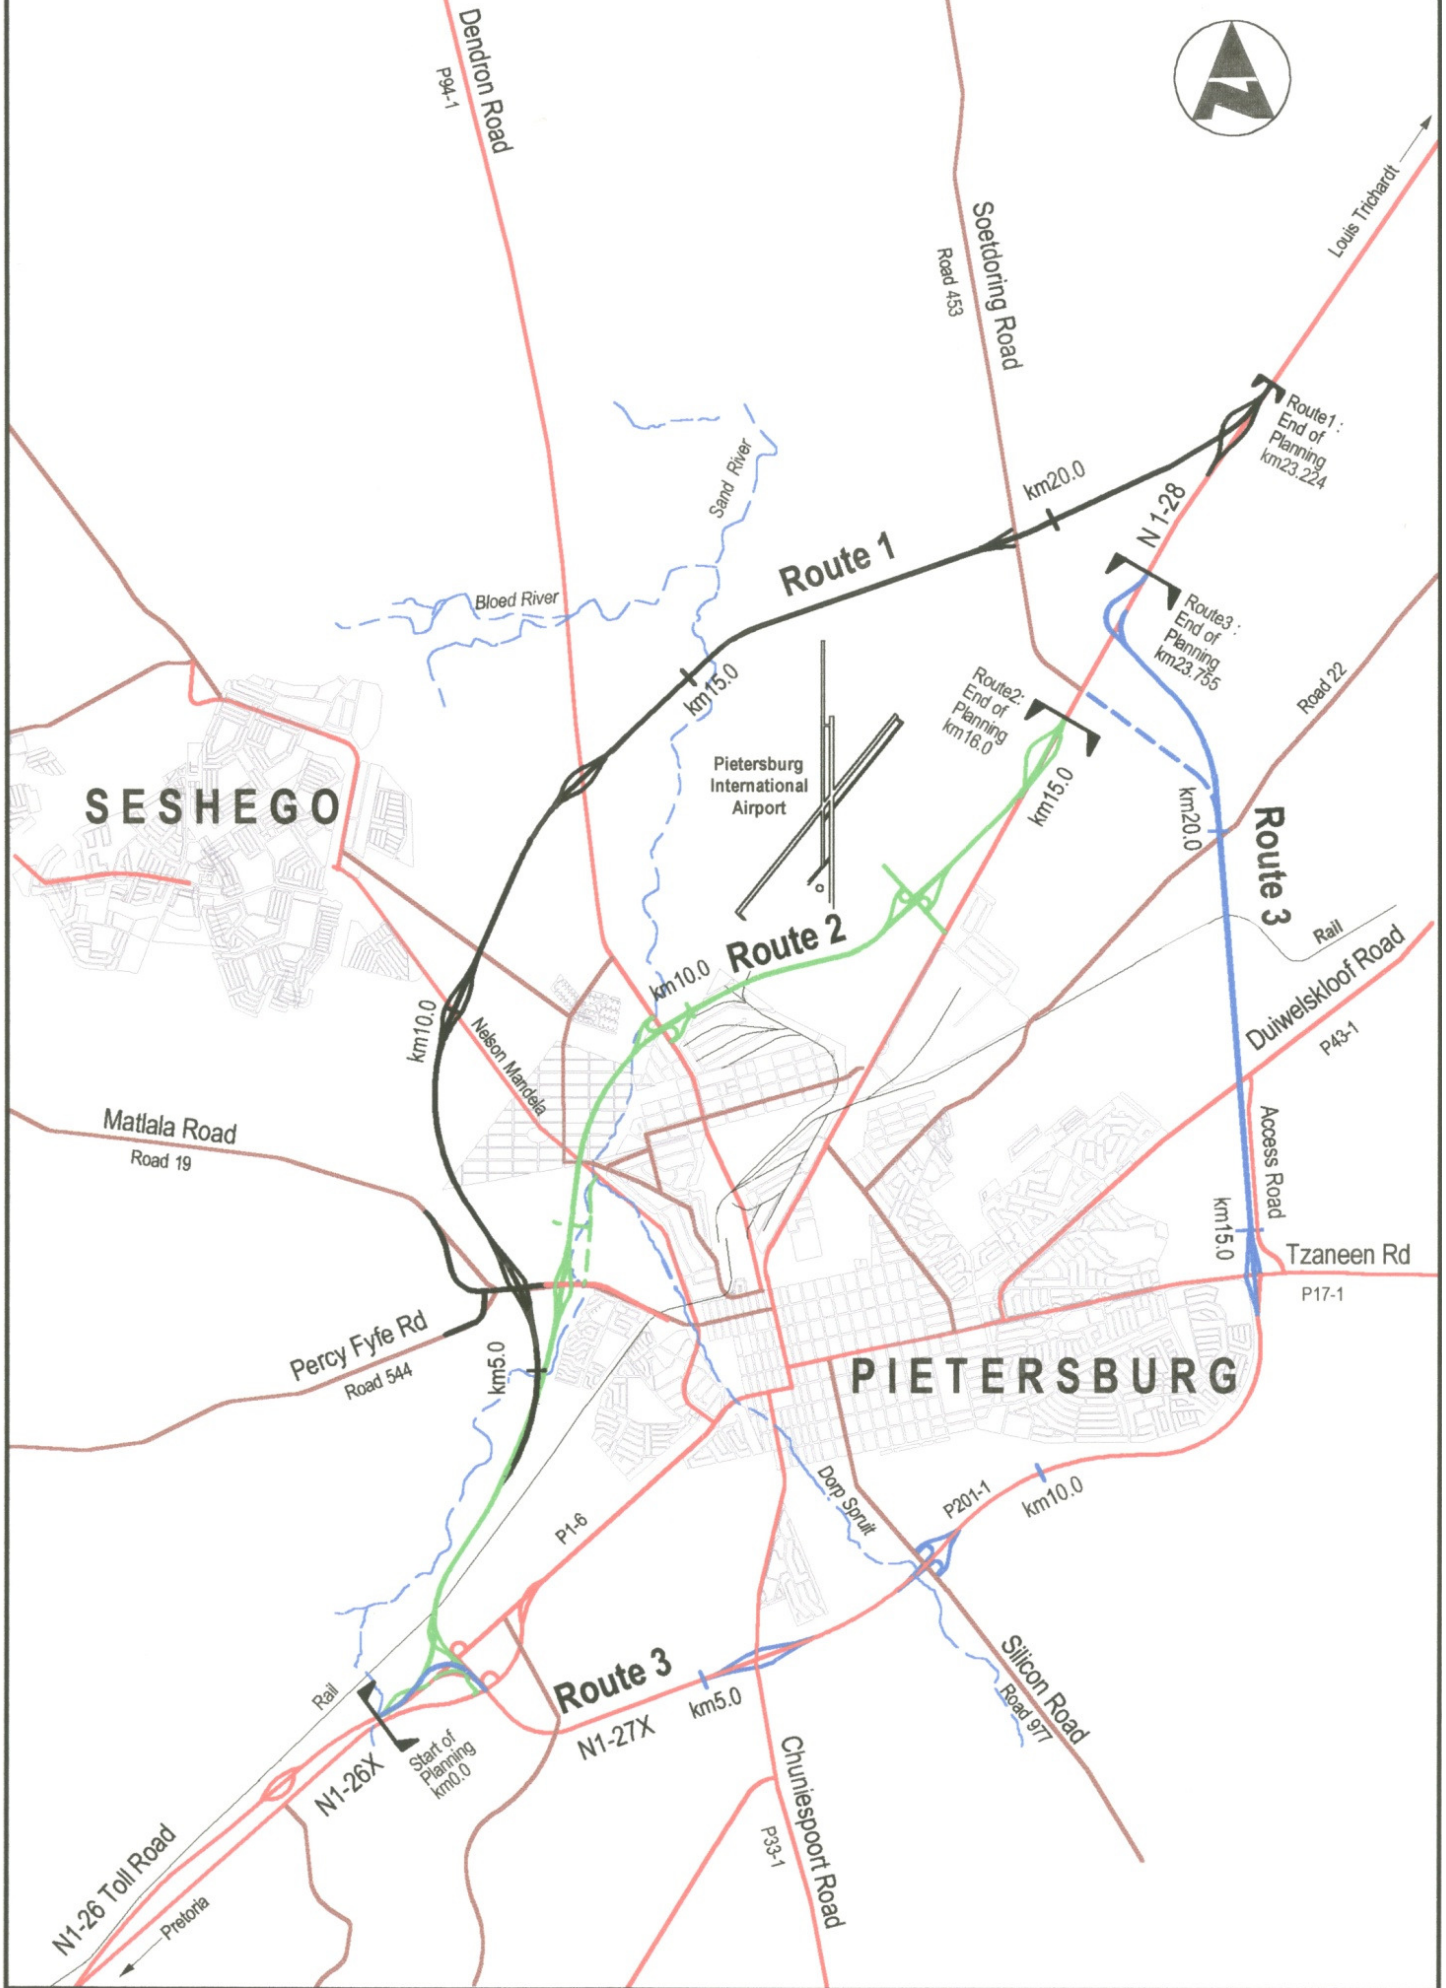 Dendron Road
P94-1
N
Louis Trichardt
Soetdoring Road
Road 453
Route1 :
End of
Planning
km23.224
km20.0
N 1-28
Sand River
Route 1
Bloed River
Route3 :
End of
Planning
km23.755
km15.0
Route2:
End of
Planning
km16.0
Road 22
Pietersburg
International
Airport
SESHEGO
km15.0
km20.0
Route 3
Route 2
Rail
km10.0
Duiwelskloof Road
P43-1
km10.0
Nelson Mandela
Matlala Road
Road 19
Access Road
km15.0
Tzaneen Rd
P17-1
Percy Fyfe Rd
Road 544
km5.0
PIETERSBURG
Dorp Spruit
P201-1
km10.0
P1-6
Silicon Road
Road 977
Route 3
km5.0
N1-27X
Rail
Start of
Planning
km0.0
N1-26X
Chuniespoort Road
P33-1
N1-26 Toll Road
Pretoria